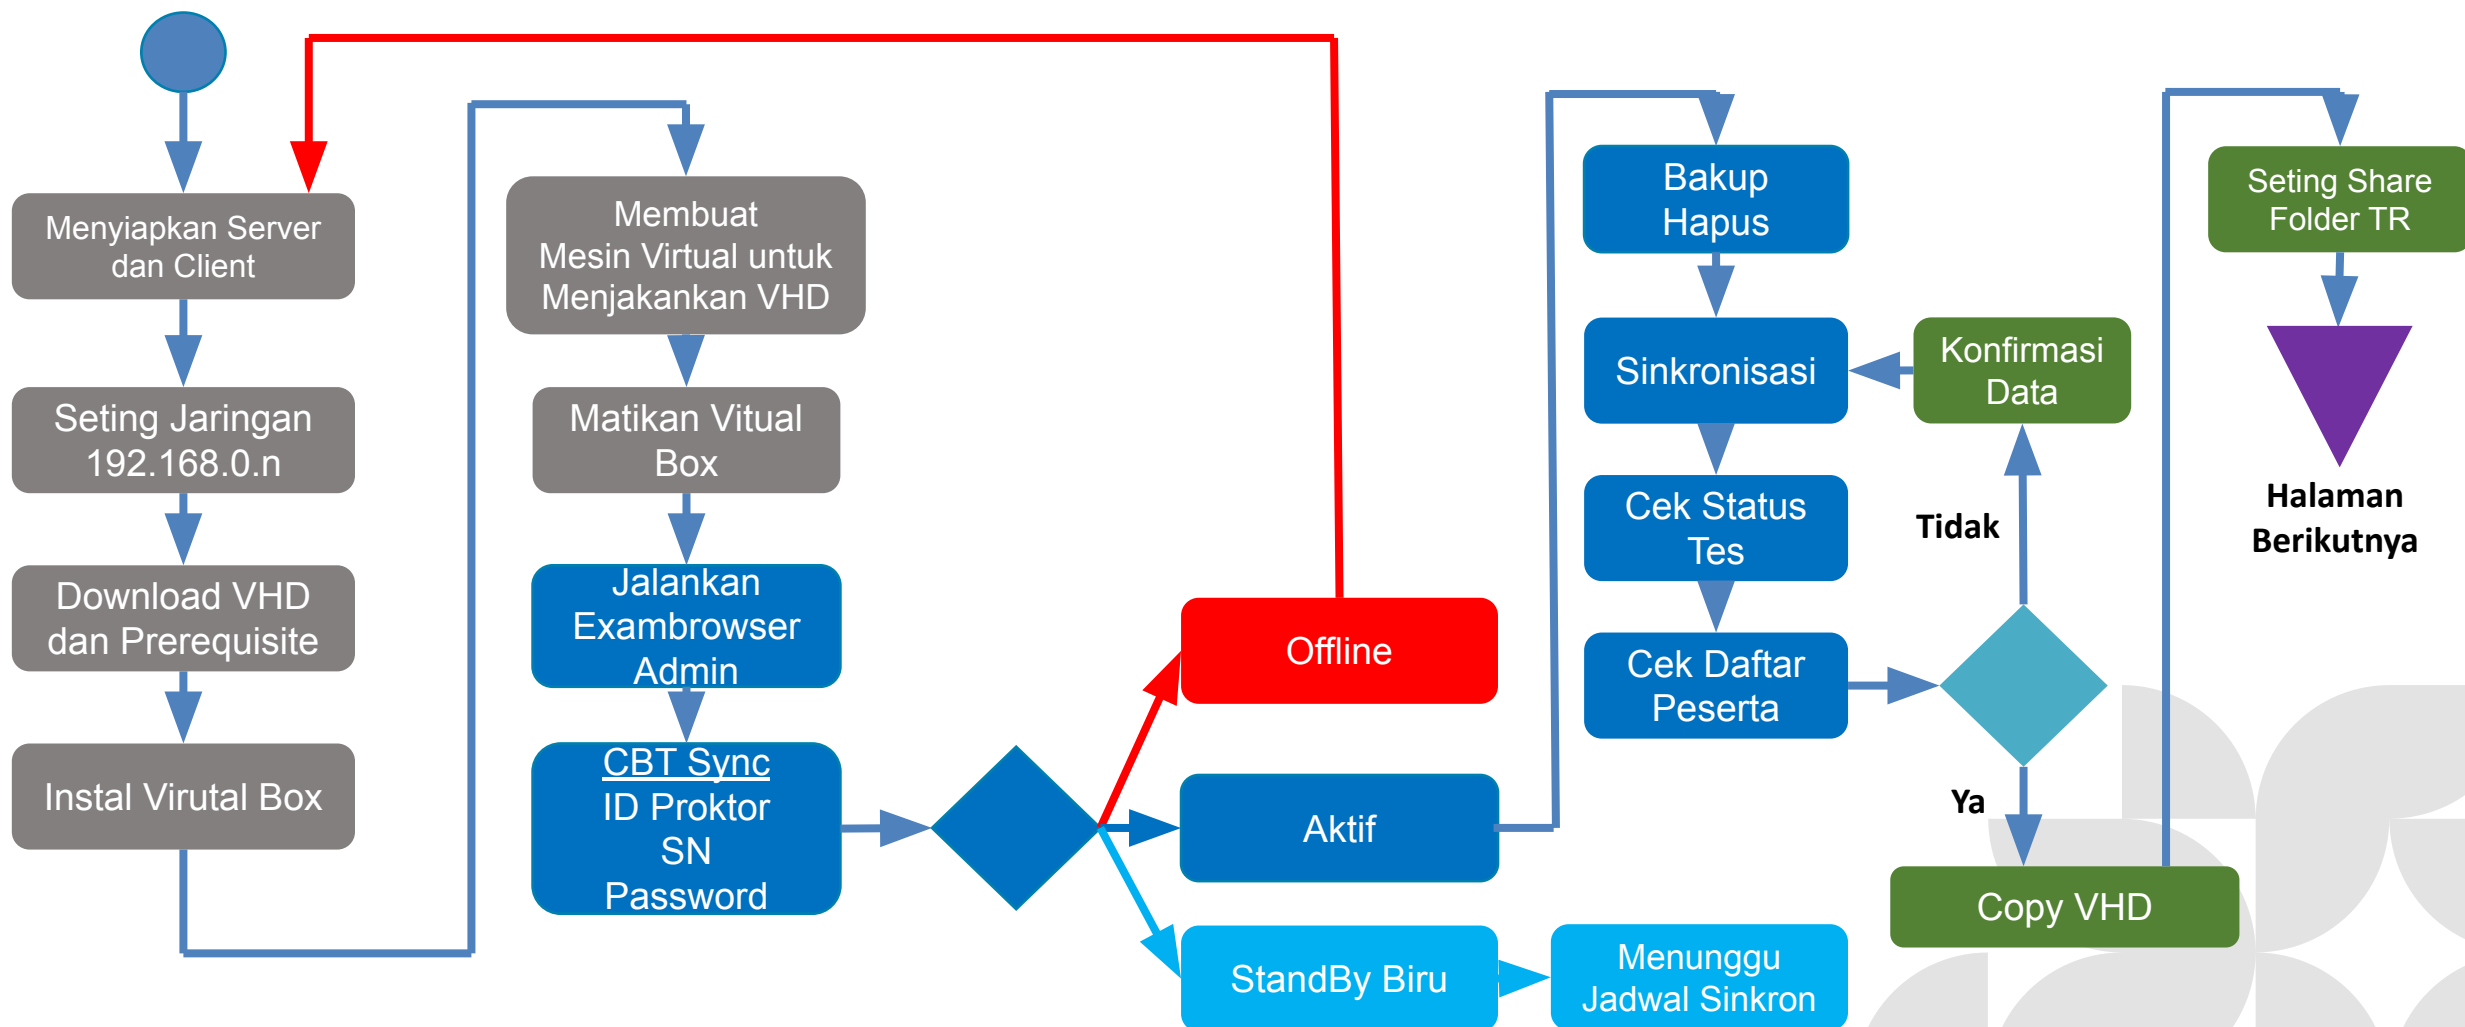 Menyiapkan Server
dan Client
Seting Jaringan
192.168.0.n
Download VHD
dan Prerequisite
Instal Virutal Box
Membuat
Mesin Virtual untuk
Menjakankan VHD
Matikan Vitual
Box
Jalankan
Exambrowser
Admin
CBT Sync
ID Proktor
SN
Password
Offline
Aktif
StandBy Biru
Menunggu
Jadwal Sinkron
Bakup
Hapus
Sinkronisasi
Cek Status
Tes
Cek Daftar
Peserta
Konfirmasi
Data
Tidak
Ya
Copy VHD
Seting Share
Folder TR
Halaman
Berikutnya